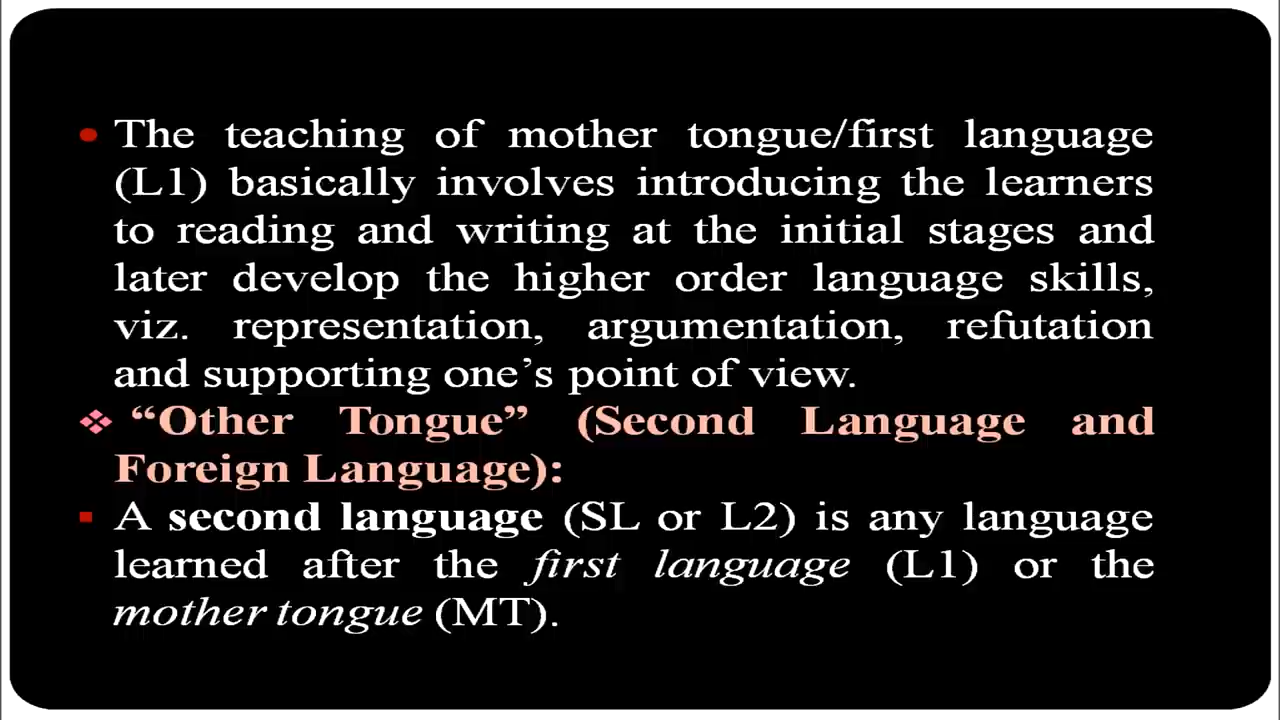 • The teaching of mother tongue/first language
(L1) basically involves introducing the learners
to reading and writing at the initial stages and
later develop the higher order language skills,
viz. representation, argumentation, refutation
and supporting one’s point of view.
❖ “Other Tongue” (Second Language and
Foreign Language):
▪ A second language (SL or L2) is any language
learned after the first language (L1) or the
mother tongue (MT).